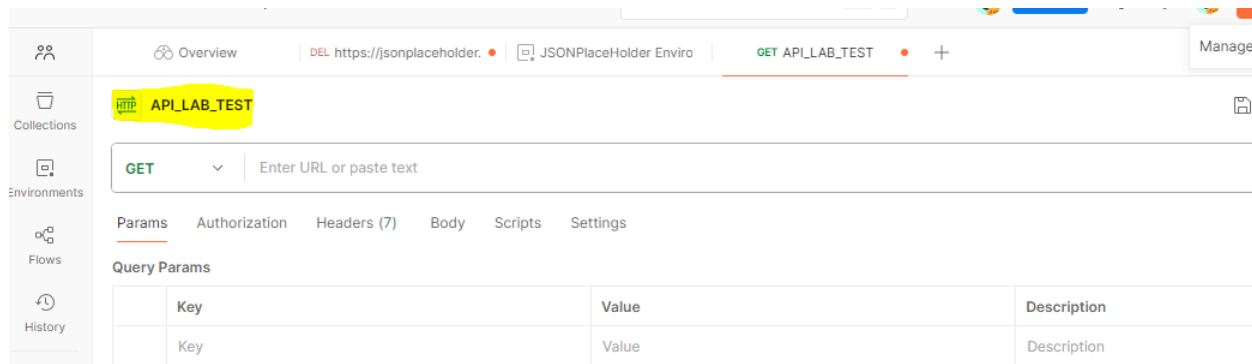 Overview DEL https://jsonplaceholder. JSONPlaceHolder Enviro GET API_LAB_TEST
Manage
HTTP API_LAB_TEST
Collections
GET Enter URL or paste text
Environments
Params Authorization Headers (7) Body Scripts Settings
Flows
Query Params
Key Value Description
History
Key Value Description